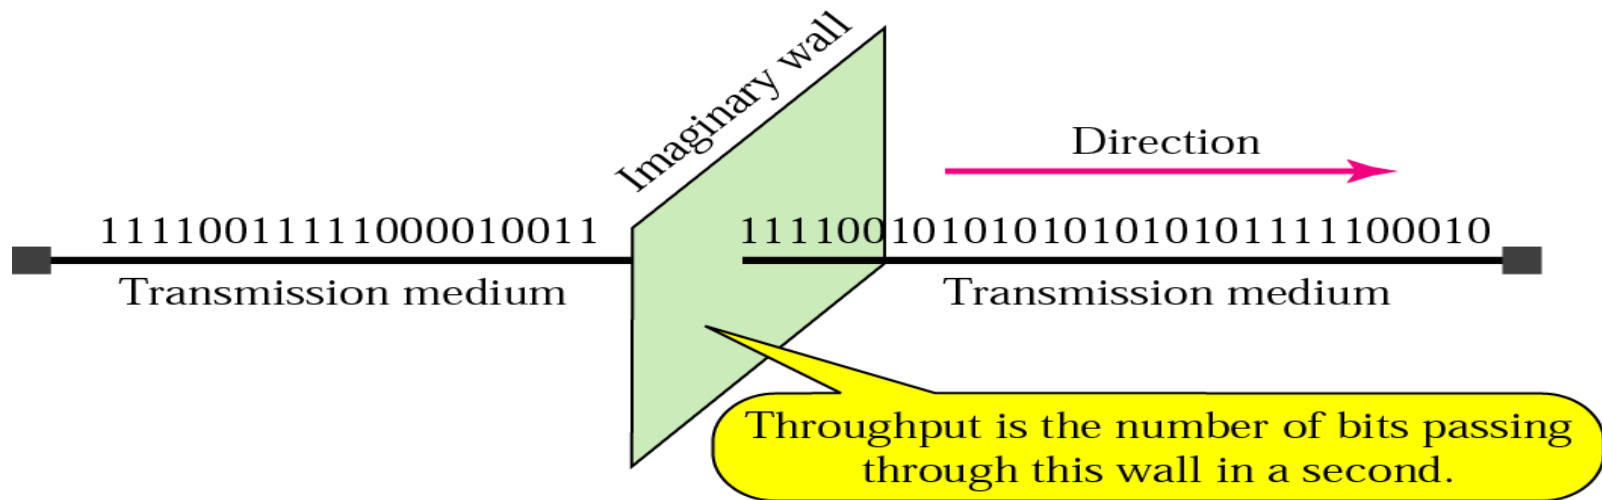 Imaginary wall
Direction
11110011111000010011
111100101010101010101111100010
Transmission medium
Transmission medium
Throughput is the number of bits passing
through this wall in a second.